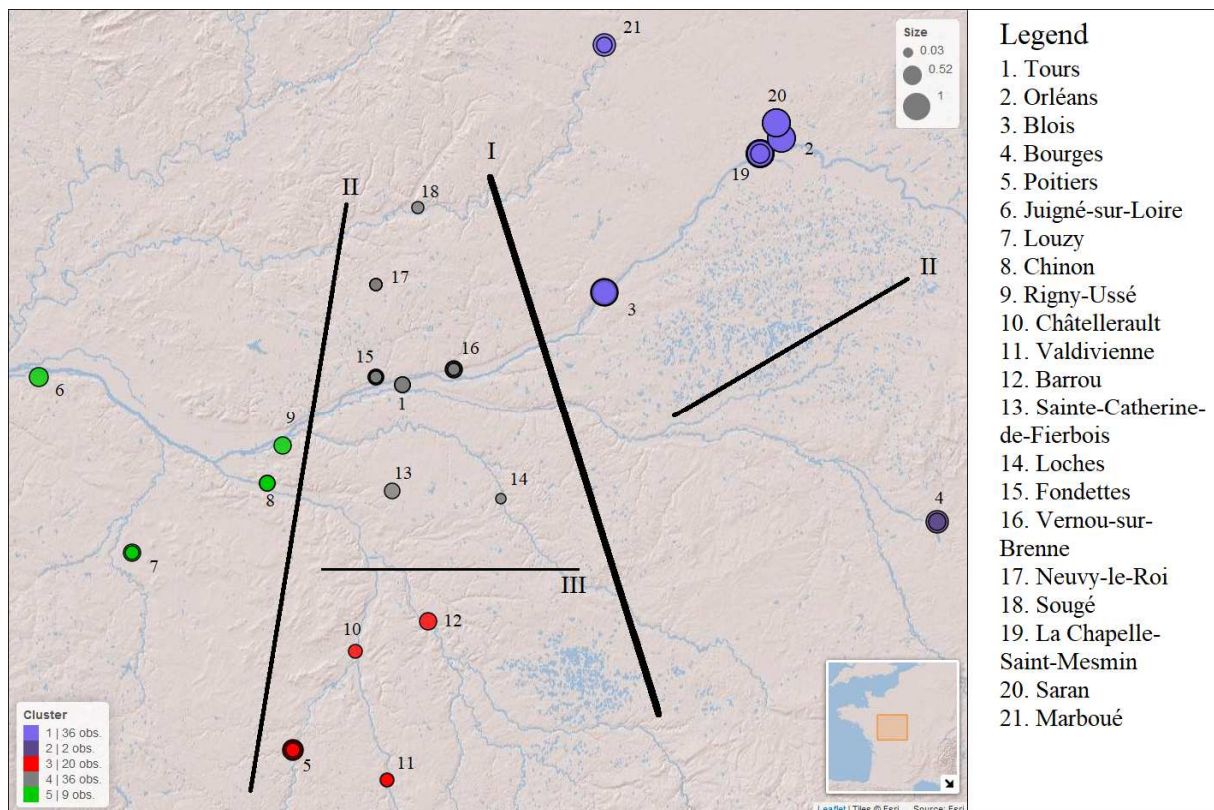 21
20
2
19
I
II
18
II
17
3
15
16
1
6
9
13
14
8
4
7
III
10
12
5
11
Size
0.03
0.52
1
Cluster
1 | 36 obs.
2 | 2 obs.
3 | 20 obs.
4 | 36 obs.
5 | 9 obs.
Leaflet | Tiles © Esri — Source: Esri
Legend
1. Tours
2. Orléans
3. Blois
4. Bourges
5. Poitiers
6. Juigné-sur-Loire
7. Louzy
8. Chinon
9. Rigny-Ussé
10. Châtellerault
11. Valdivienne
12. Barrou
13. Sainte-Catherine-
de-Fierbois
14. Loches
15. Fondettes
16. Vernou-sur-
Brenne
17. Neuvy-le-Roi
18. Sougé
19. La Chapelle-
Saint-Mesmin
20. Saran
21. Marboué